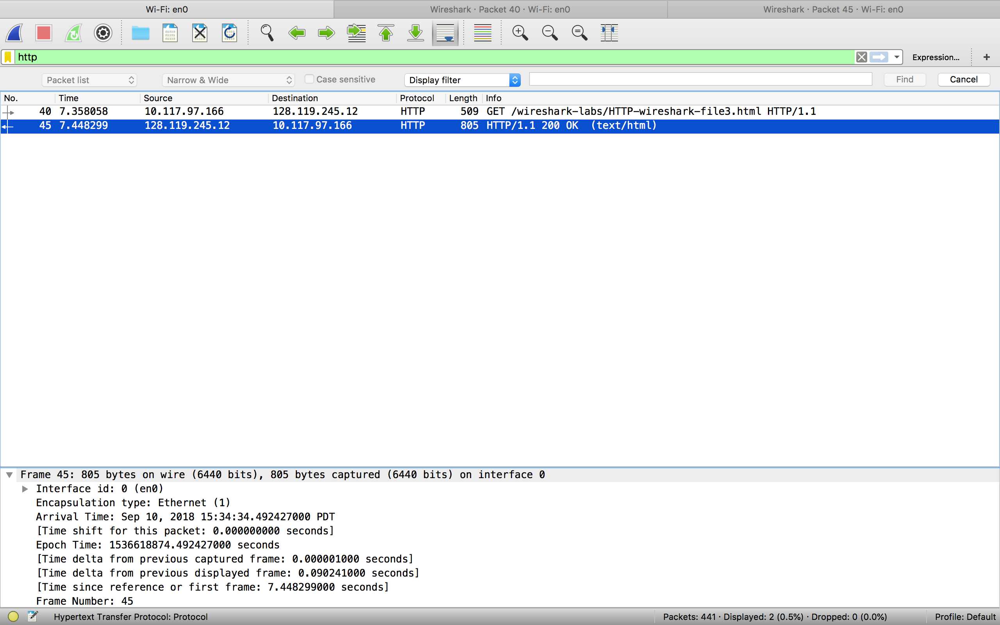 Wi-Fi: en0 Wireshark · Packet 40 · Wi-Fi: en0 Wireshark · Packet 45 · Wi-Fi: en0
http Expression... +
Packet list Narrow & Wide Case sensitive Display filter Find Cancel
No. Time Source Destination Protocol Length Info
40 7.358058 10.117.97.166 128.119.245.12 HTTP 509 GET /wireshark-labs/HTTP-wireshark-file3.html HTTP/1.1
45 7.448299 128.119.245.12 10.117.97.166 HTTP 805 HTTP/1.1 200 OK (text/html)
Frame 45: 805 bytes on wire (6440 bits), 805 bytes captured (6440 bits) on interface 0
Interface id: 0 (en0)
Encapsulation type: Ethernet (1)
Arrival Time: Sep 10, 2018 15:34:34.492427000 PDT
[Time shift for this packet: 0.000000000 seconds]
Epoch Time: 1536618874.492427000 seconds
[Time delta from previous captured frame: 0.000001000 seconds]
[Time delta from previous displayed frame: 0.090241000 seconds]
[Time since reference or first frame: 7.448299000 seconds]
Frame Number: 45
Hypertext Transfer Protocol: Protocol Packets: 441 · Displayed: 2 (0.5%) · Dropped: 0 (0.0%) Profile: Default